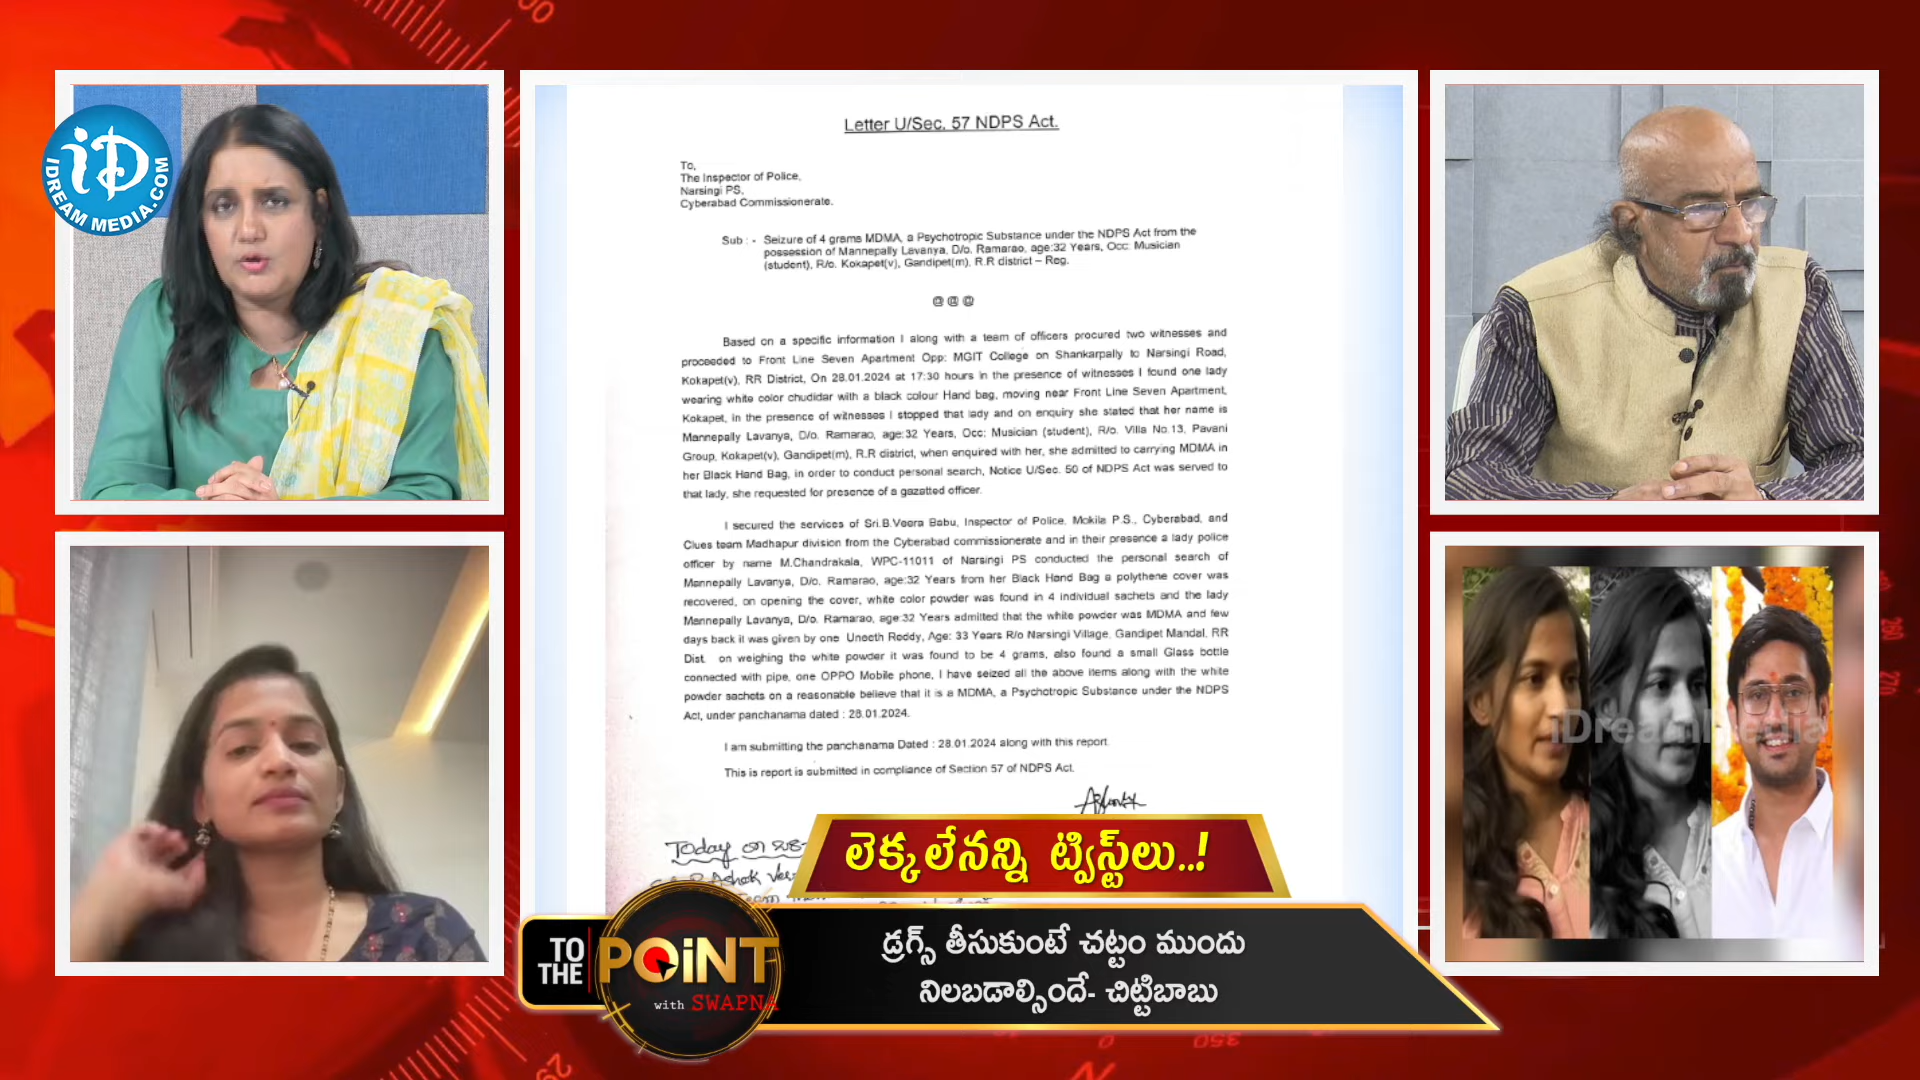 iD
IDREAM MEDIA.COM
Letter U/Sec. 57 NDPS Act.
To,
The Inspector of Police,
Narsingi PS,
Cyberabad Commissionerate.
Sub : - Seizure of 4 grams MDMA, a Psychotropic Substance under the NDPS Act from the
possession of Mannepally Lavanya, D/o. Ramarao, age:32 Years, Occ: Musician
(student), R/o. Kokapet(v), Gandipet(m), R.R district – Reg.
@@@
Based on a specific information I along with a team of officers procured two witnesses and
proceeded to Front Line Seven Apartment Opp: MGIT College on Shankarpally to Narsingi Road,
Kokapet(v), RR District, On 28.01.2024 at 17:30 hours in the presence of witnesses I found one lady
wearing white color chudidar with a black colour Hand bag, moving near Front Line Seven Apartment,
Kokapet, in the presence of witnesses I stopped that lady and on enquiry she stated that her name is
Mannepally Lavanya, D/o. Ramarao, age:32 Years, Occ: Musician (student), R/o. Villa No.13, Pavani
Group, Kokapet(v), Gandipet(m), R.R district, when enquired with her, she admitted to carrying MDMA in
her Black Hand Bag, in order to conduct personal search, Notice U/Sec. 50 of NDPS Act was served to
that lady, she requested for presence of a gazatted officer.
I secured the services of Sri.B.Veera Babu, Inspector of Police, Mokila P.S., Cyberabad, and
Clues team Madhapur division from the Cyberabad commissionerate and in their presence a lady police
officer by name M.Chandrakala, WPC-11011 of Narsingi PS conducted the personal search of
Mannepally Lavanya, D/o. Ramarao, age:32 Years from her Black Hand Bag a polythene cover was
recovered, on opening the cover, white color powder was found in 4 individual sachets and the lady
Mannepally Lavanya, D/o. Ramarao, age:32 Years admitted that the white powder was MDMA and few
days back it was given by one Uneeth Reddy, Age: 33 Years R/o Narsingi Village, Gandipet Mandal, RR
Dist. on weighing the white powder it was found to be 4 grams, also found a small Glass bottle
connected with pipe, one OPPO Mobile phone, I have seized all the above items along with the white
powder sachets on a reasonable believe that it is a MDMA, a Psychotropic Substance under the NDPS
Act, under panchanama dated : 28.01.2024.
I am submitting the panchanama Dated : 28.01.2024 along with this report.
This is report is submitted in compliance of Section 57 of NDPS Act.
Today on
Ashok
iDreamMedia
లెక్కలేనన్ని ట్విస్ట్‌లు..!
TO THE POiNT
with SWAPNA
డ్రగ్స్ తీసుకుంటే చట్టం ముందు
నిలబడాల్సిందే- చిట్టిబాబు